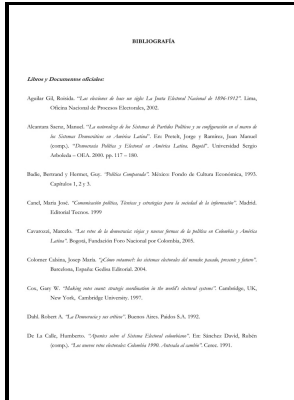 BIBLIOGRAFÍA
Libros y Documentos oficiales:
Aguilar Gil, Roisida. "Las elecciones de hace un siglo: La Junta Electoral Nacional de 1896-1912". Lima,
Oficina Nacional de Procesos Electorales, 2002.
Alcantara Saenz, Manuel. "La naturaleza de los Sistemas de Partidos Políticos y su configuración en el marco de
los Sistemas Democráticos en América Latina". En: Pernek, Jorge y Ramírez, Juan Manuel
(comp.). "Democracia Política y Electoral en América Latina. Bogotá". Universidad Sergio
Arboleda – OEA. 2000. pp. 117 – 180.
Badie, Bertrand y Hermet, Guy. "Política Comparada". México: Fondo de Cultura Económica, 1993.
Capítulos 1, 2 y 3.
Canel, María José. "Comunicación política, Técnicas y estrategias para la sociedad de la información". Madrid.
Editorial Tecnos. 1999
Cavarozzi, Marcelo. "Los retos de la democracia: viejas y nuevas formas de la política en Colombia y América
Latina". Bogotá, Fundación Foro Nacional por Colombia, 2005.
Colomer Calsina, Josep María. "¿Cómo votamos?: los sistemas electorales del mundo: pasado, presente y futuro".
Barcelona, España: Gedisa Editorial. 2004.
Cox, Gary W. "Making votes count: strategic coordination in the world's electoral systems". Cambridge, UK,
New York, Cambridge University. 1997.
Dahl. Robert A. "La Democracia y sus críticos". Buenos Aires. Paidos S.A. 1992.
De La Calle, Humberto. "Apuntes sobre el Sistema Electoral colombiano". En: Sánchez David, Rubén
(comp.). "Los nuevos retos electorales: Colombia 1990. Antesala al cambio". Cerec. 1991.